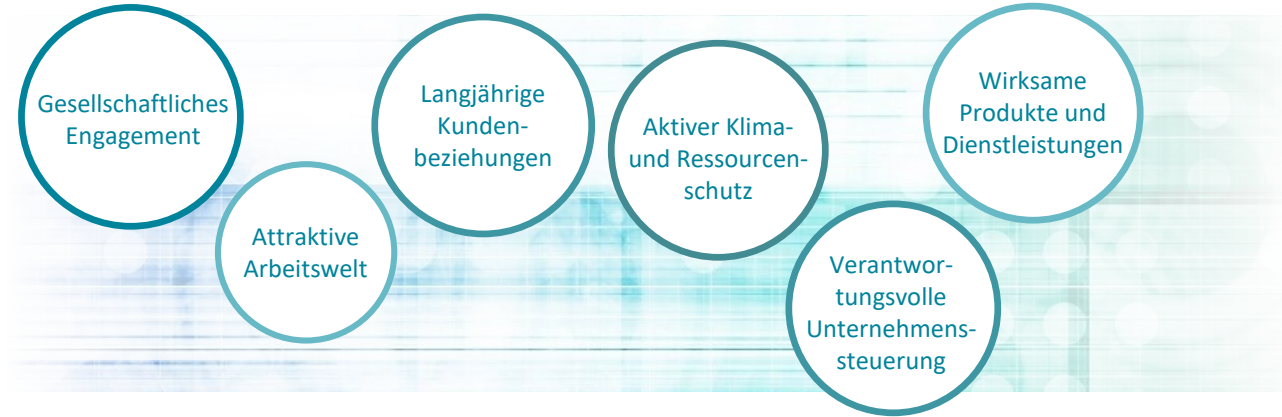 Gesellschaftliches
Engagement
Attraktive
Arbeitswelt
Langjährige
Kunden-
beziehungen
Aktiver Klima-
und Ressourcen-
schutz
Verantwor-
tungsvolle
Unternehmens-
steuerung
Wirksame
Produkte und
Dienstleistungen